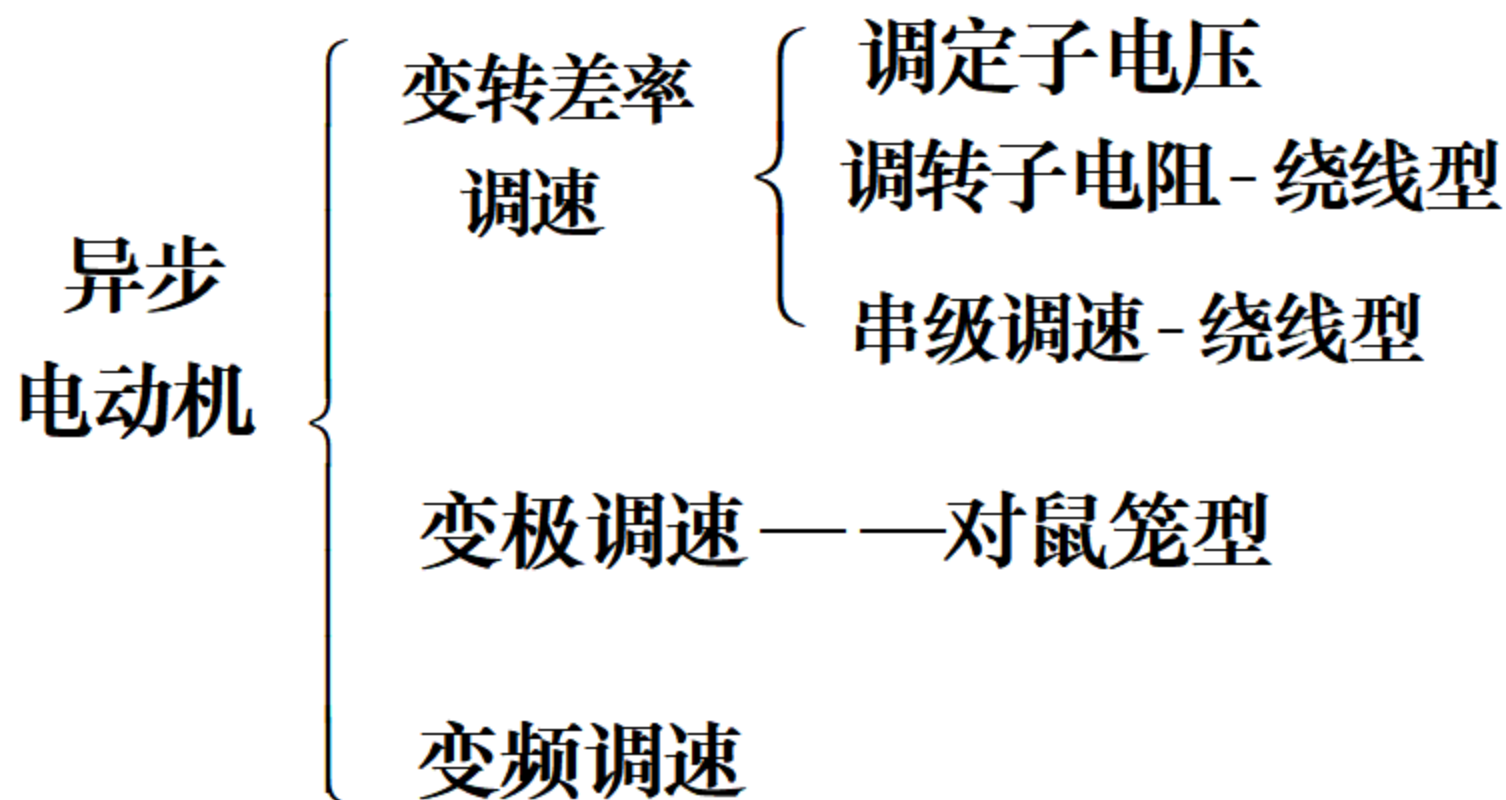 异步
电动机
变转差率
调速
调定子电压
调转子电阻-绕线型
串级调速-绕线型
变极调速——对鼠笼型
变频调速